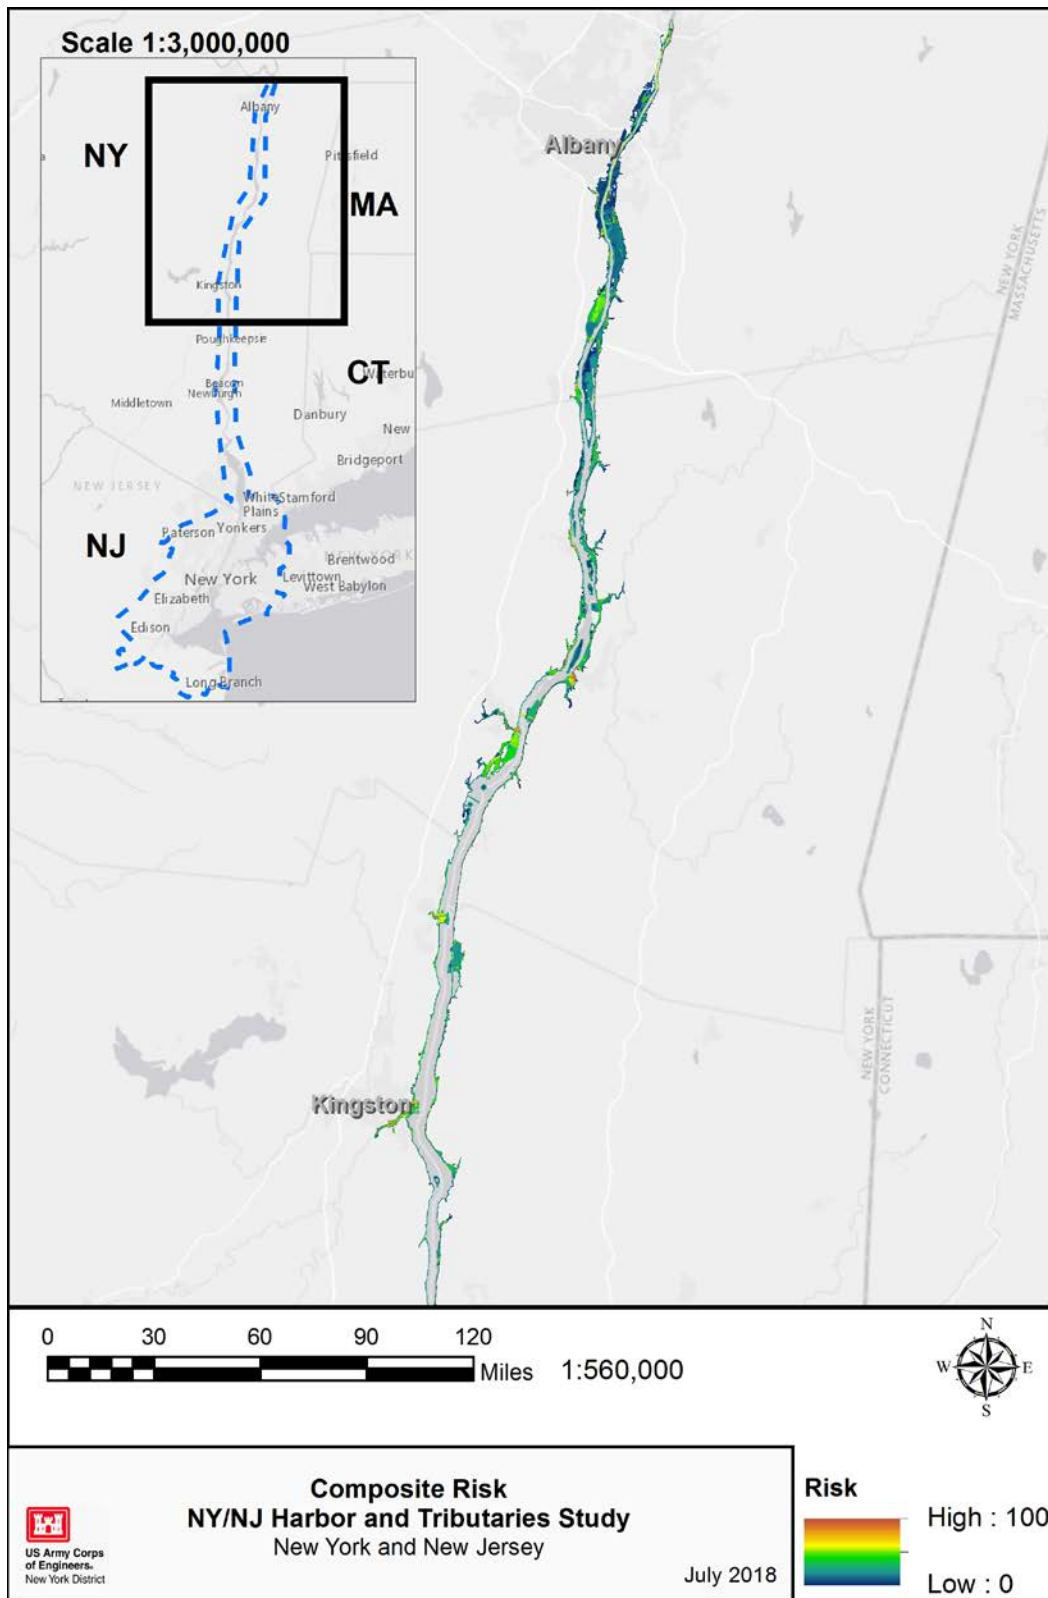 Scale 1:3,000,000
Albany
NY
Pittsfield
MA
Kingston
Poughkeepsie
CT
Beacon
Newburgh
Middletown
Danbury
New
Bridgeport
NEW JERSEY
White
Plains
Stamford
Paterson
Yonkers
NJ
NEW YORK
Brentwood
New York
Levittown
West Babylon
Elizabeth
Edison
Long Branch
Albany
NEW YORK
MASSACHUSETTS
NEW YORK
CONNECTICUT
Kingston
0 30 60 90 120
Miles 1:560,000
N
W E
S
Composite Risk
NY/NJ Harbor and Tributaries Study
New York and New Jersey
July 2018
US Army Corps
of Engineers®
New York District
Risk
High : 100
Low : 0